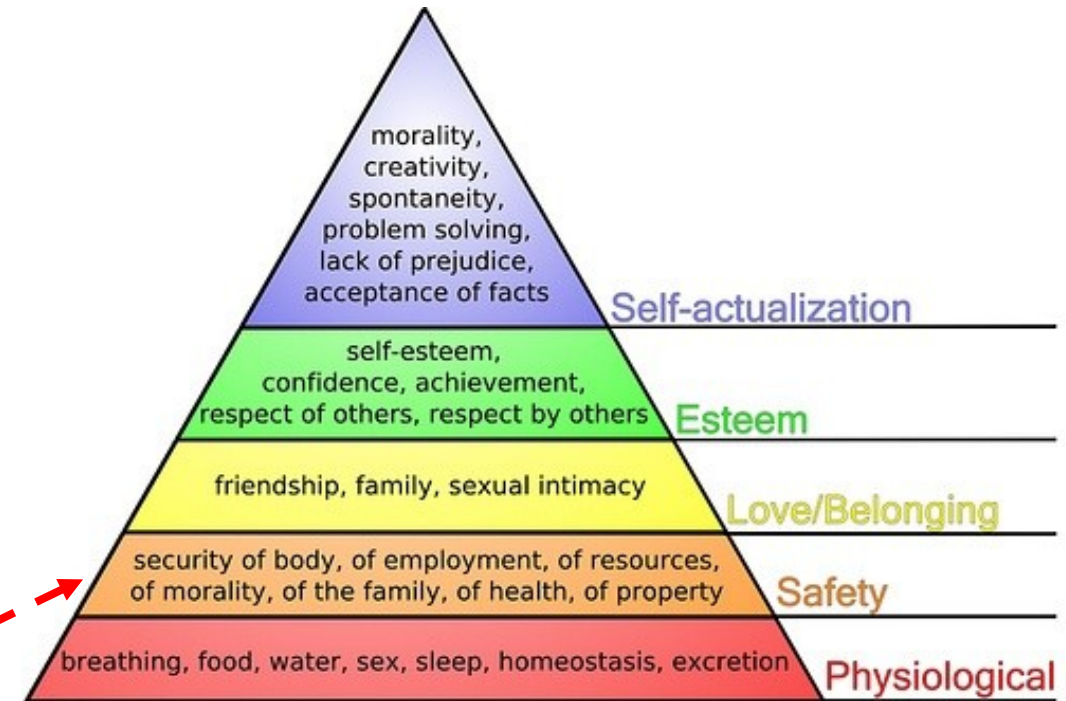 morality,
creativity,
spontaneity,
problem solving,
lack of prejudice,
acceptance of facts
Self-actualization
self-esteem,
confidence, achievement,
respect of others, respect by others
Esteem
friendship, family, sexual intimacy
Love/Belonging
security of body, of employment, of resources,
of morality, of the family, of health, of property
Safety
breathing, food, water, sex, sleep, homeostasis, excretion
Physiological